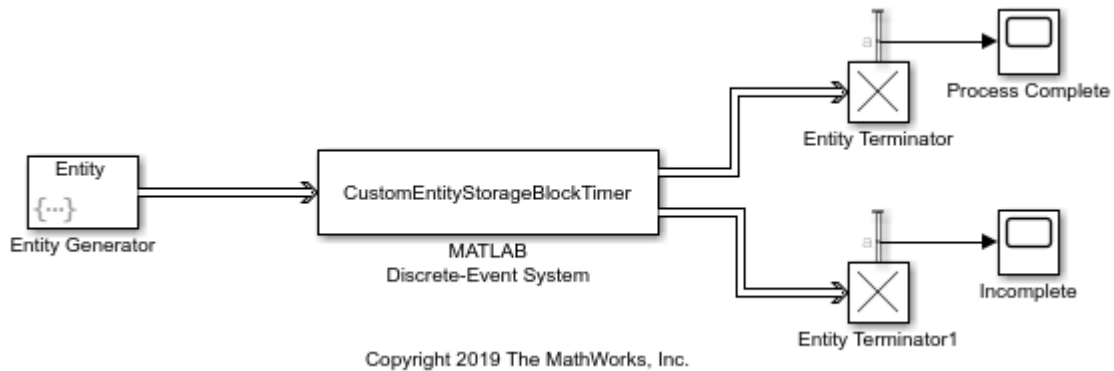 a
Process Complete
Entity Terminator
Entity
{...}
Entity Generator
CustomEntityStorageBlockTimer
MATLAB
Discrete-Event System
a
Incomplete
Entity Terminator1
Copyright 2019 The MathWorks, Inc.